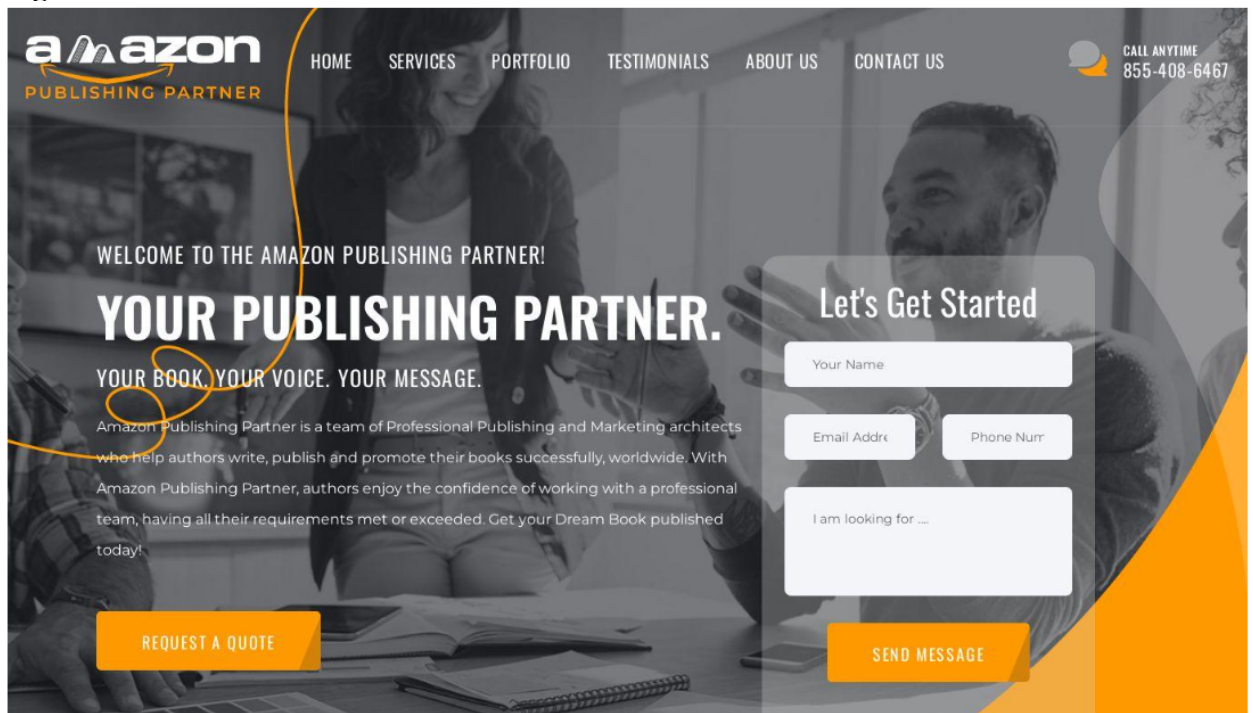 amazon
PUBLISHING PARTNER
HOME SERVICES PORTFOLIO TESTIMONIALS ABOUT US CONTACT US
CALL ANYTIME
855-408-6467
WELCOME TO THE AMAZON PUBLISHING PARTNER!
YOUR PUBLISHING PARTNER.
YOUR BOOK. YOUR VOICE. YOUR MESSAGE.
Amazon Publishing Partner is a team of Professional Publishing and Marketing architects
who help authors write, publish and promote their books successfully, worldwide. With
Amazon Publishing Partner, authors enjoy the confidence of working with a professional
team, having all their requirements met or exceeded. Get your Dream Book published
today!
REQUEST A QUOTE
Let's Get Started
Your Name
Email Addre
Phone Num
I am looking for ....
SEND MESSAGE